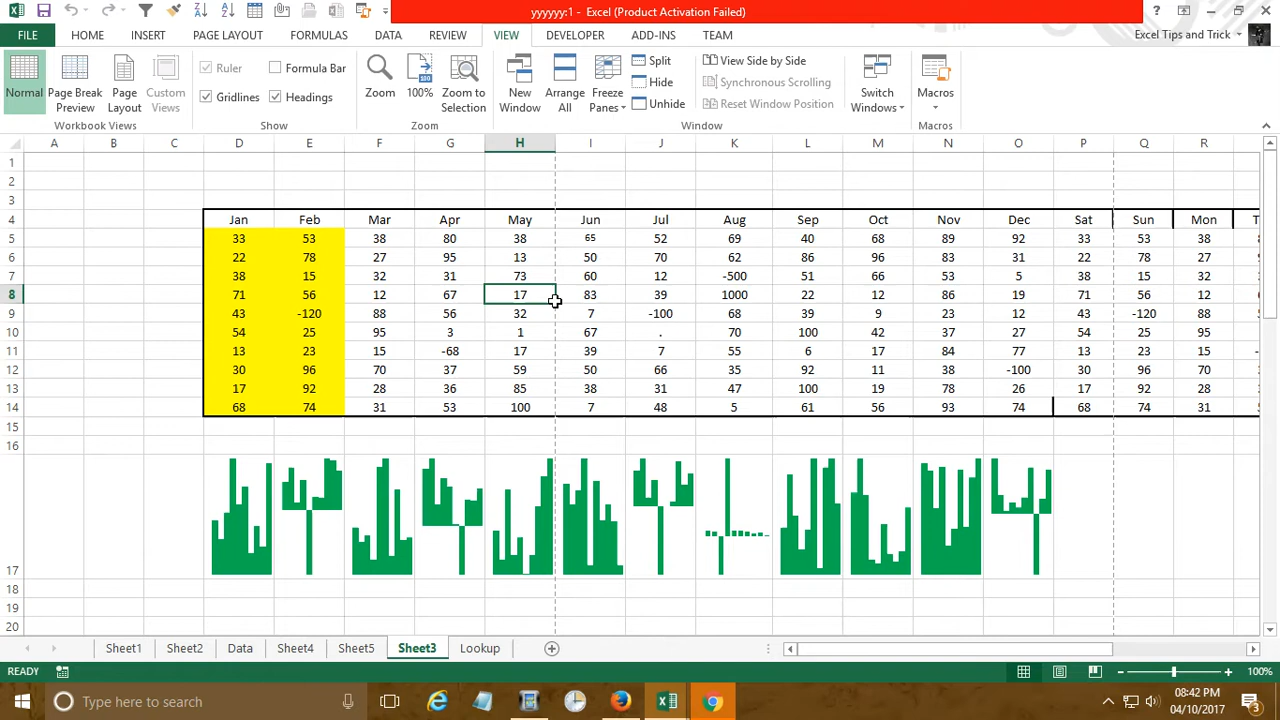 yyyyyy:1 - Excel (Product Activation Failed)
FILE HOME INSERT PAGE LAYOUT FORMULAS DATA REVIEW VIEW DEVELOPER ADD-INS TEAM Excel Tips and Trick
Normal Page Break Preview Page Layout Custom Views
Ruler Formula Bar
Gridlines Headings
Zoom 100% Zoom to Selection
New Window Arrange All Freeze Panes
Split
Hide
Unhide
View Side by Side
Synchronous Scrolling
Reset Window Position
Switch Windows
Macros
Workbook Views Show Zoom Window Macros
A B C D E F G H I J K L M N O P Q R
1
2
3
4 Jan Feb Mar Apr May Jun Jul Aug Sep Oct Nov Dec Sat Sun Mon
5 33 53 38 80 38 65 52 69 40 68 89 92 33 53 38
6 22 78 27 95 13 50 70 62 86 96 83 31 22 78 27
7 38 15 32 31 73 60 12 -500 51 66 53 5 38 15 32
8 71 56 12 67 17 83 39 1000 22 12 86 19 71 56 12
9 43 -120 88 56 32 7 -100 68 39 9 23 12 43 -120 88
10 54 25 95 3 1 67 . 70 100 42 37 27 54 25 95
11 13 23 15 -68 17 39 7 55 6 17 84 77 13 23 15
12 30 96 70 37 59 50 66 35 92 11 38 -100 30 96 70
13 17 92 28 36 85 38 31 47 100 19 78 26 17 92 28
14 68 74 31 53 100 7 48 5 61 56 93 74 68 74 31
15
16
17
18
19
20
Sheet1 Sheet2 Data Sheet4 Sheet5 Sheet3 Lookup
READY 100%
Type here to search
08:42 PM
04/10/2017
3